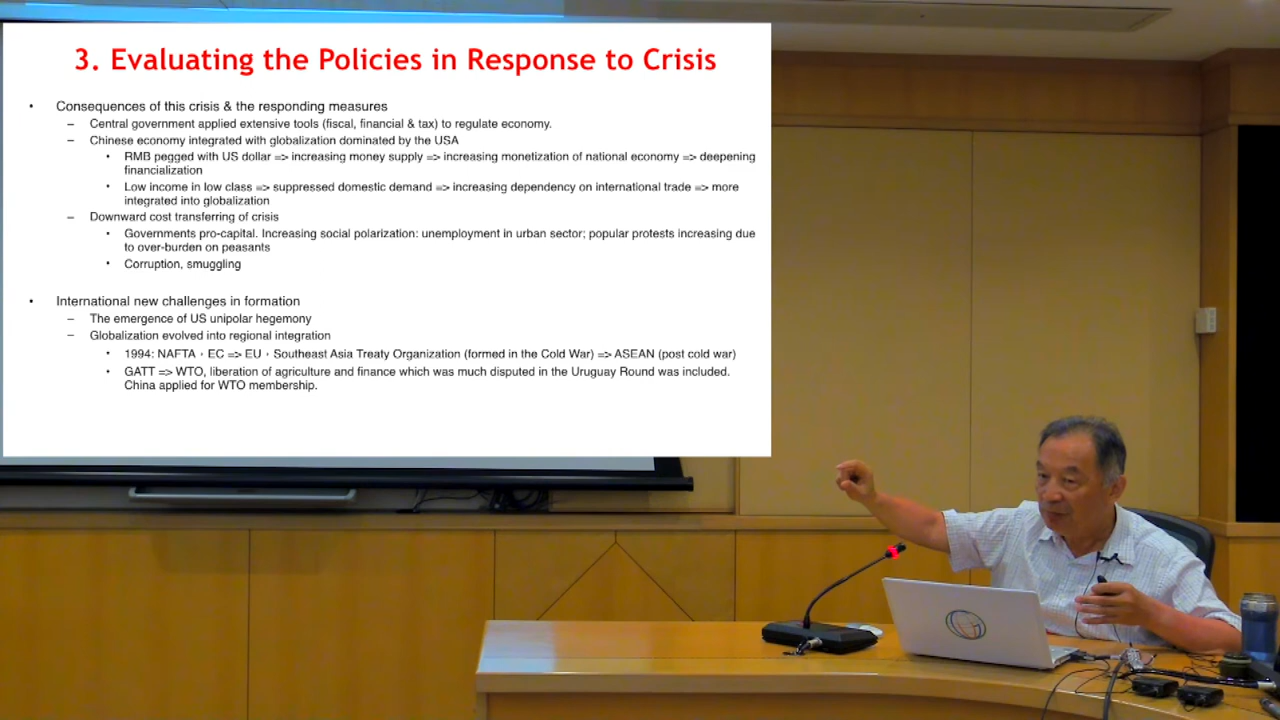 3. Evaluating the Policies in Response to Crisis
• Consequences of this crisis & the responding measures
– Central government applied extensive tools (fiscal, financial & tax) to regulate economy.
– Chinese economy integrated with globalization dominated by the USA
• RMB pegged with US dollar => increasing money supply => increasing monetization of national economy => deepening
financialization
• Low income in low class => suppressed domestic demand => increasing dependency on international trade => more
integrated into globalization
– Downward cost transferring of crisis
• Governments pro-capital. Increasing social polarization: unemployment in urban sector; popular protests increasing due
to over-burden on peasants
• Corruption, smuggling
• International new challenges in formation
– The emergence of US unipolar hegemony
– Globalization evolved into regional integration
• 1994: NAFTA，EC => EU，Southeast Asia Treaty Organization (formed in the Cold War) => ASEAN (post cold war)
• GATT => WTO, liberation of agriculture and finance which was much disputed in the Uruguay Round was included.
China applied for WTO membership.